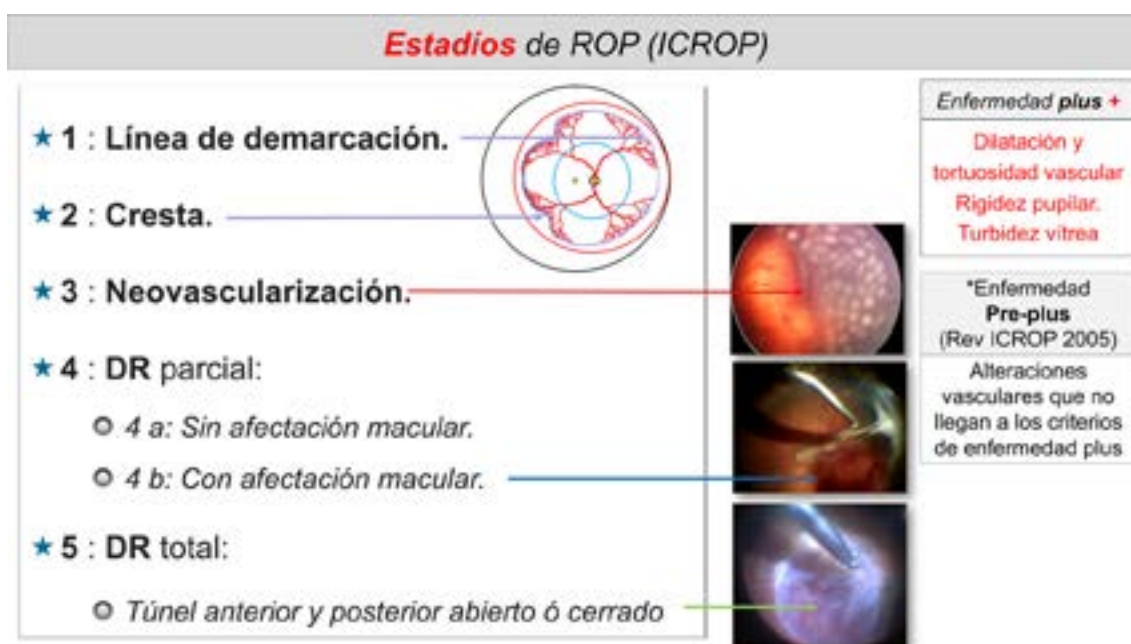 Estadíos de ROP (ICROP)
1 : Línea de demarcación.
2 : Cresta.
3 : Neovascularización.
4 : DR parcial:
4 a: Sin afectación macular.
4 b: Con afectación macular.
5 : DR total:
Túnel anterior y posterior abierto ó cerrado
Enfermedad plus +
Dilatación y
tortuosidad vascular
Rigidez pupilar.
Turbidez vítrea
*Enfermedad
Pre-plus
(Rev ICROP 2005)
Alteraciones
vasculares que no
llegan a los criterios
de enfermedad plus